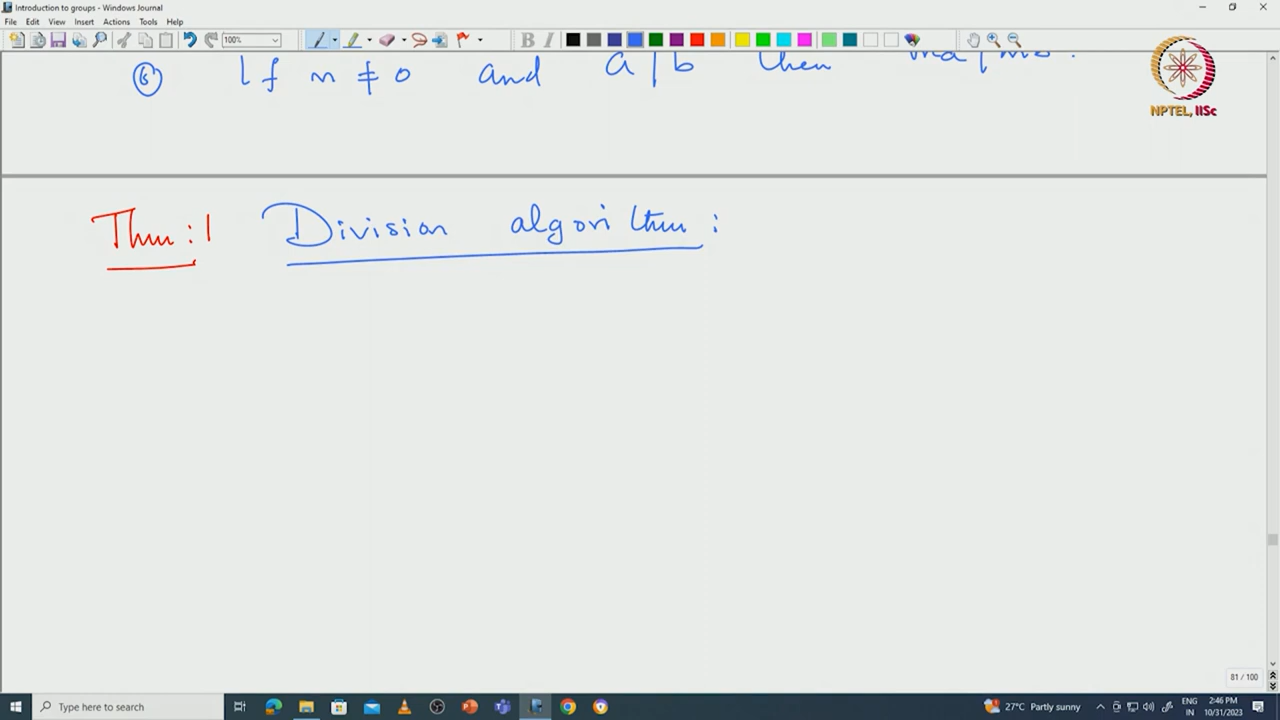 Introduction to groups - Windows Journal
File Edit View Insert Actions Tools Help
100%
B I
⑥ If m ≠ 0 and a | b then
NPTEL, IISc
Thm : 1 Division algorithm :
81 / 100
Type here to search
27°C Partly sunny
ENG
IN
2:46 PM
10/31/2023